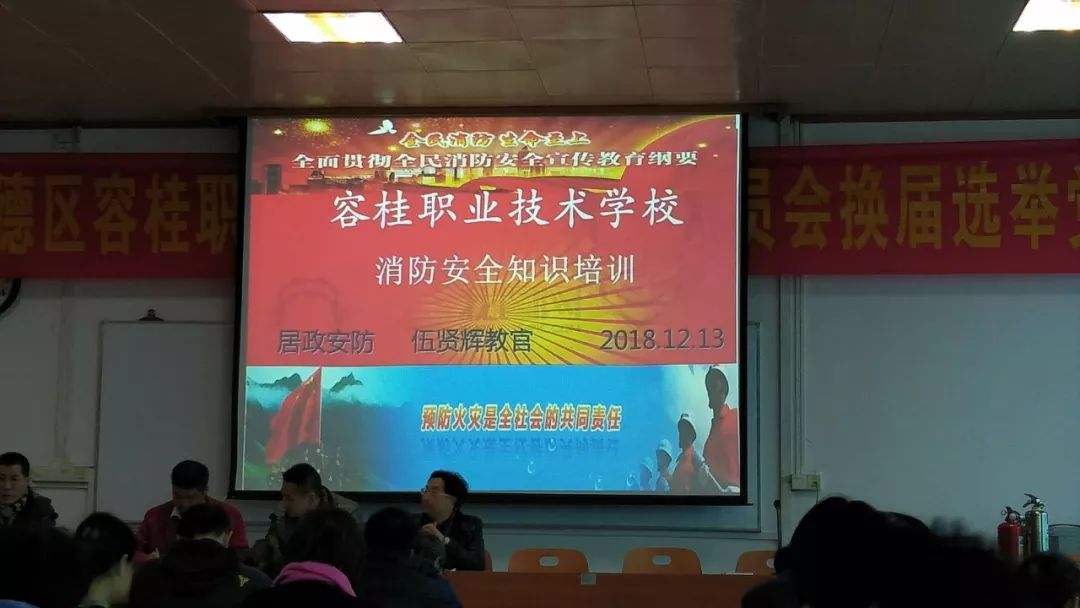 全民消防 生命至上
全面贯彻全民消防安全宣传教育纲要
德区容桂职
员会换届选举党
容桂职业技术学校
消防安全知识培训
居政安防 伍贤辉教官 2018.12.13
预防火灾是全社会的共同责任